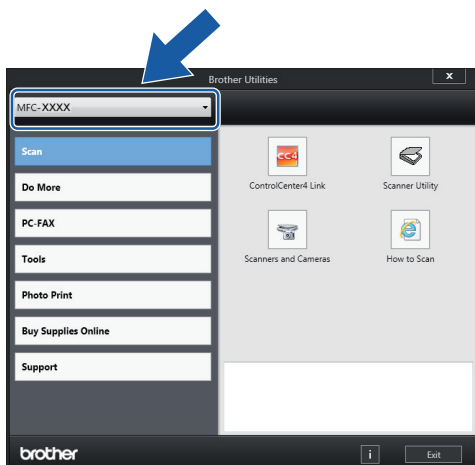 Brother Utilities
X
MFC-XXXX
Scan
Do More
PC-FAX
Tools
Photo Print
Buy Supplies Online
Support
CC4
ControlCenter4 Link
Scanner Utility
Scanners and Cameras
How to Scan
brother
i
Exit